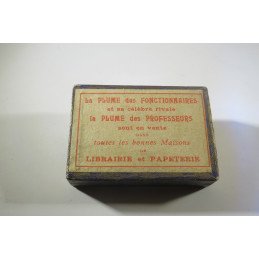 La PLUME des FONCTIONNAIRES
et sa célèbre rivale
la PLUME des PROFESSEURS
sont en vente
dans
toutes les bonnes Maisons
de
LIBRAIRIE et PAPETERIE